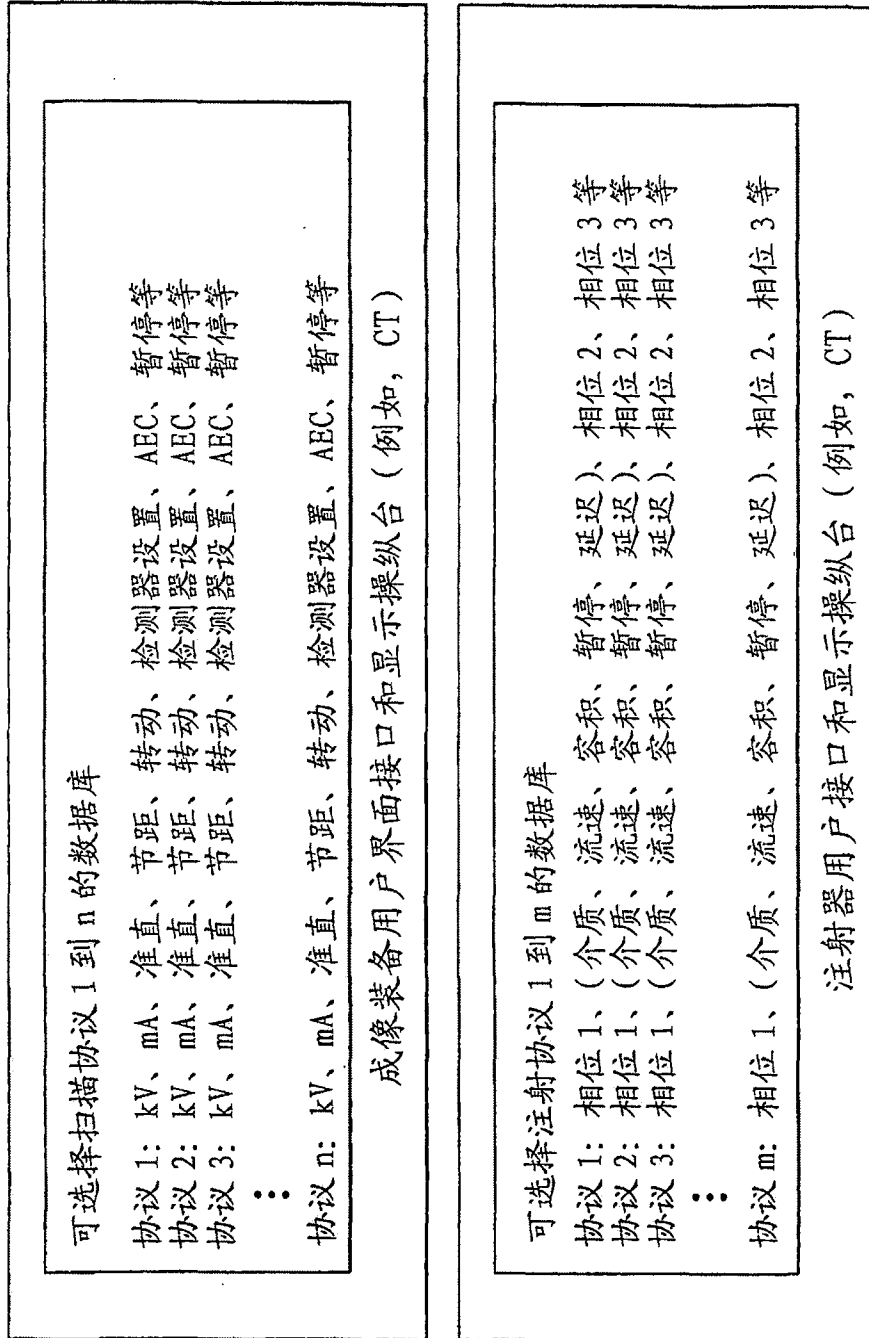 可选择扫描协议 1 到 n 的数据库
协议 1: kV、mA、准直、节距、转动、检测器设置、AEC、暂停等
协议 2: kV、mA、准直、节距、转动、检测器设置、AEC、暂停等
协议 3: kV、mA、准直、节距、转动、检测器设置、AEC、暂停等
⋮
协议 n: kV、mA、准直、节距、转动、检测器设置、AEC、暂停等
成像装备用户界面接口和显示操纵台(例如, CT)
可选择注射协议 1 到 m 的数据库
协议 1: 相位 1、(介质、流速、容积、暂停、延迟)、相位 2、相位 3 等
协议 2: 相位 1、(介质、流速、容积、暂停、延迟)、相位 2、相位 3 等
协议 3: 相位 1、(介质、流速、容积、暂停、延迟)、相位 2、相位 3 等
⋮
协议 m: 相位 1、(介质、流速、容积、暂停、延迟)、相位 2、相位 3 等
注射器用户接口和显示操纵台(例如, CT)